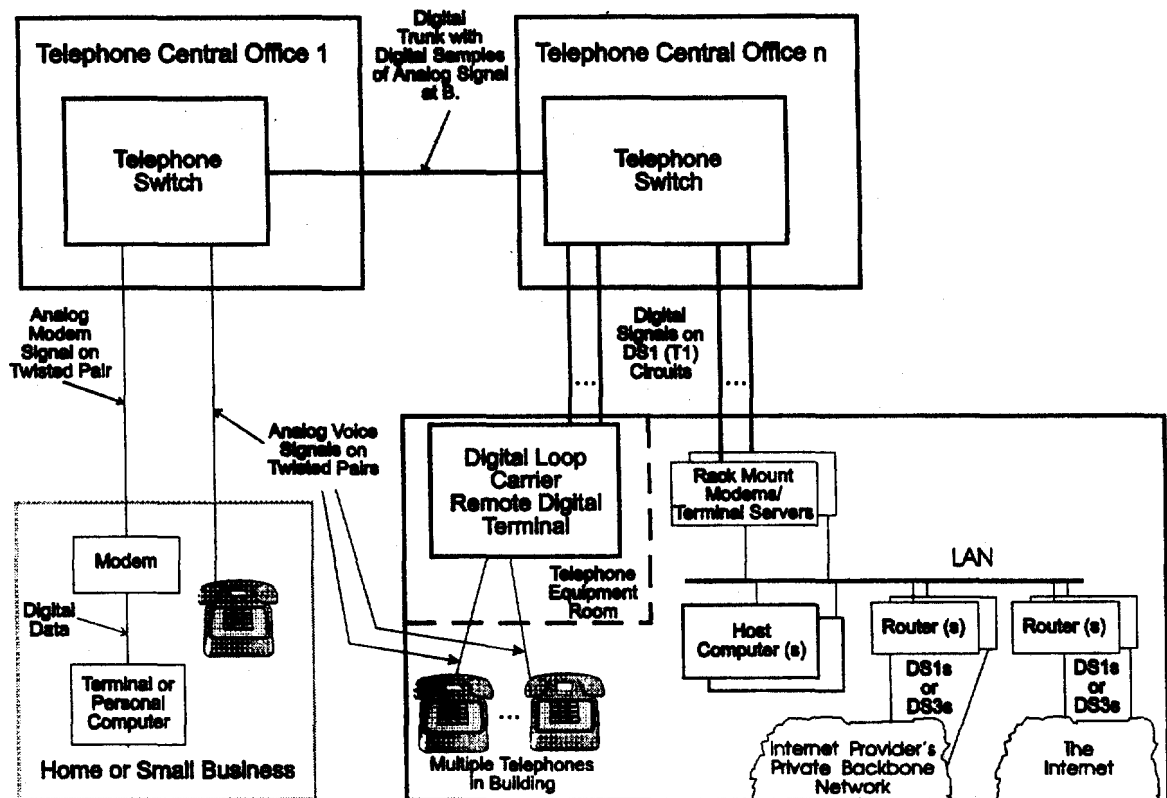 Telephone Central Office 1
Digital
Trunk with
Digital Samples
of Analog Signal
at B.
Telephone Central Office n
Telephone
Switch
Telephone
Switch
Analog
Modem
Signal on
Twisted Pair
Digital
Signals on
DS1 (T1)
Circuits
...
...
Analog Voice
Signals on
Twisted Pairs
Digital Loop
Carrier
Remote Digital
Terminal
Rack Mount
Modems/
Terminal Servers
Modem
Telephone
Equipment
Room
LAN
Digital
Data
Host
Computer (s)
Router (s)
Router (s)
DS1s
or
DS3s
DS1s
or
DS3s
Terminal or
Personal
Computer
...
Home or Small Business
Multiple Telephones
in Building
Internet Provider's
Private Backbone
Network
The
Internet